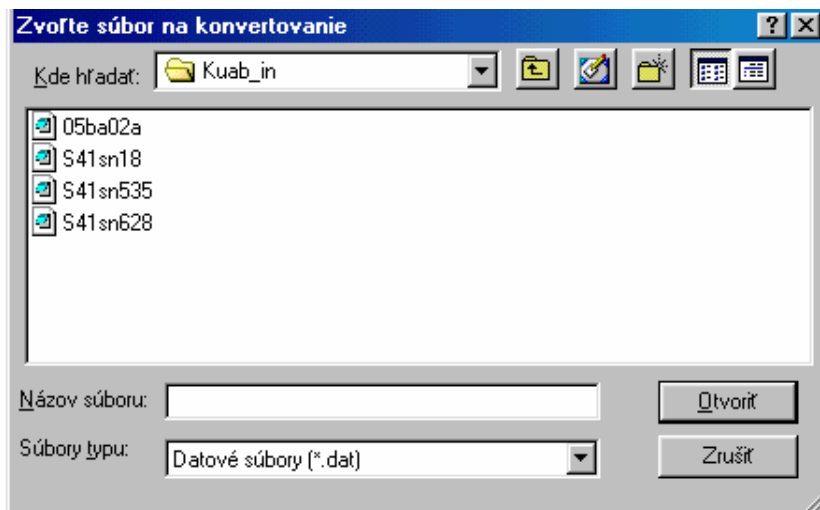 Zvoľte súbor na konvertovanie
Kde hľadať: Kuab_in
05ba02a
S41sn18
S41sn535
S41sn628
Názov súboru: Otvoriť
Súbory typu: Datové súbory (*.dat) Zrušiť